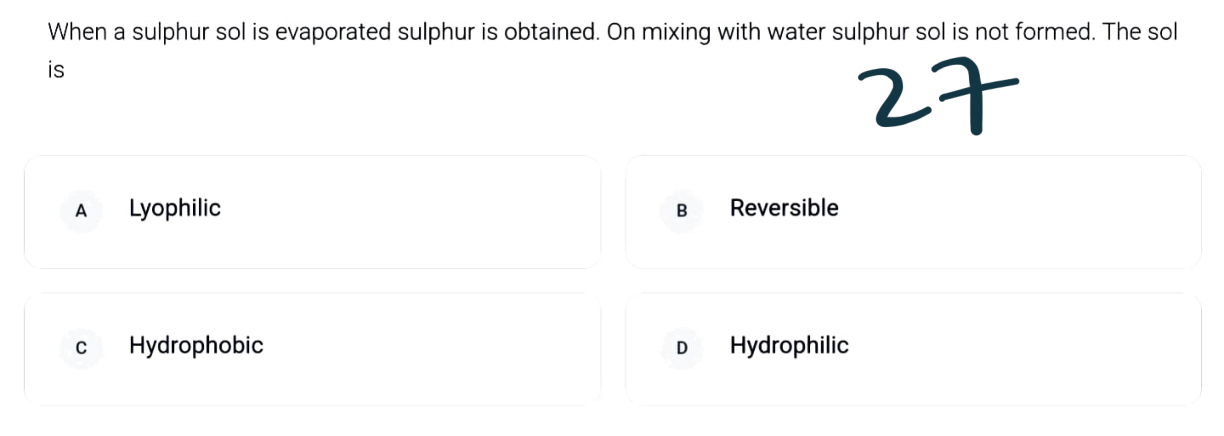 When a sulphur sol is evaporated sulphur is obtained. On mixing with water sulphur sol is not formed. The sol
is
27
A Lyophilic
B Reversible
C Hydrophobic
D Hydrophilic